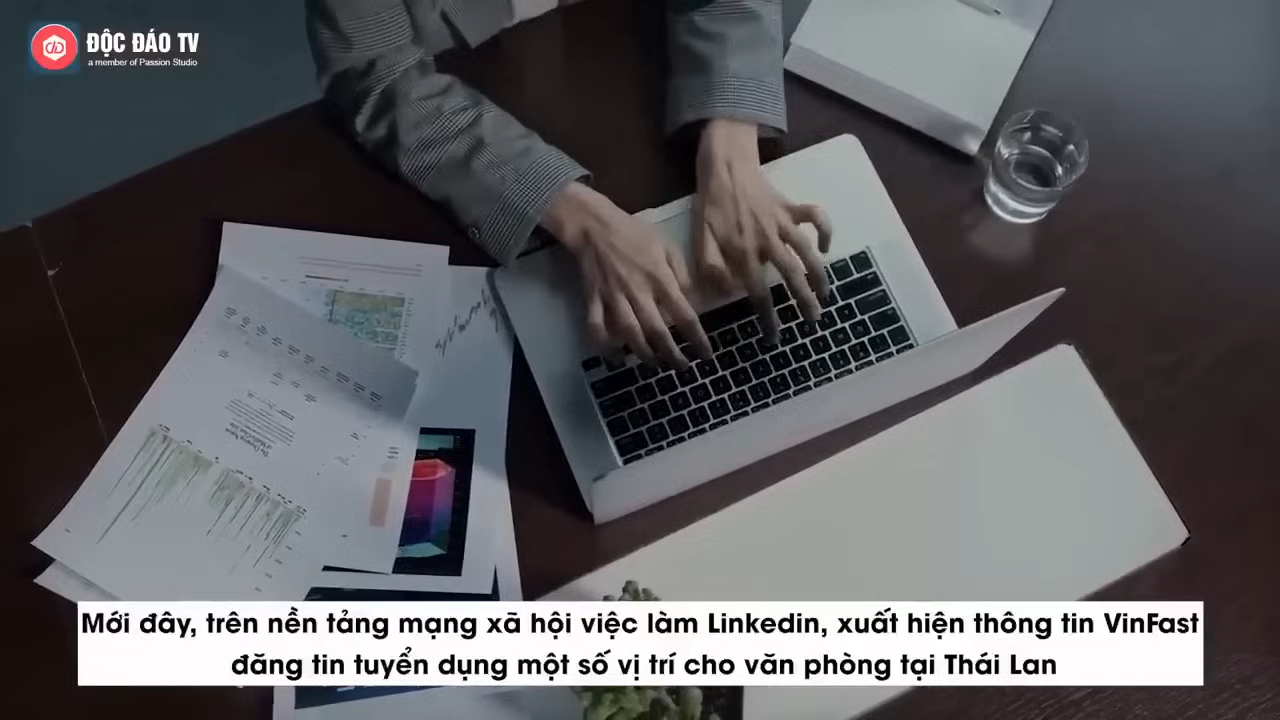 ĐỘC ĐÁO TV
a member of Passion Studio
Mới đây, trên nền tảng mạng xã hội việc làm Linkedin, xuất hiện thông tin VinFast
đăng tin tuyển dụng một số vị trí cho văn phòng tại Thái Lan